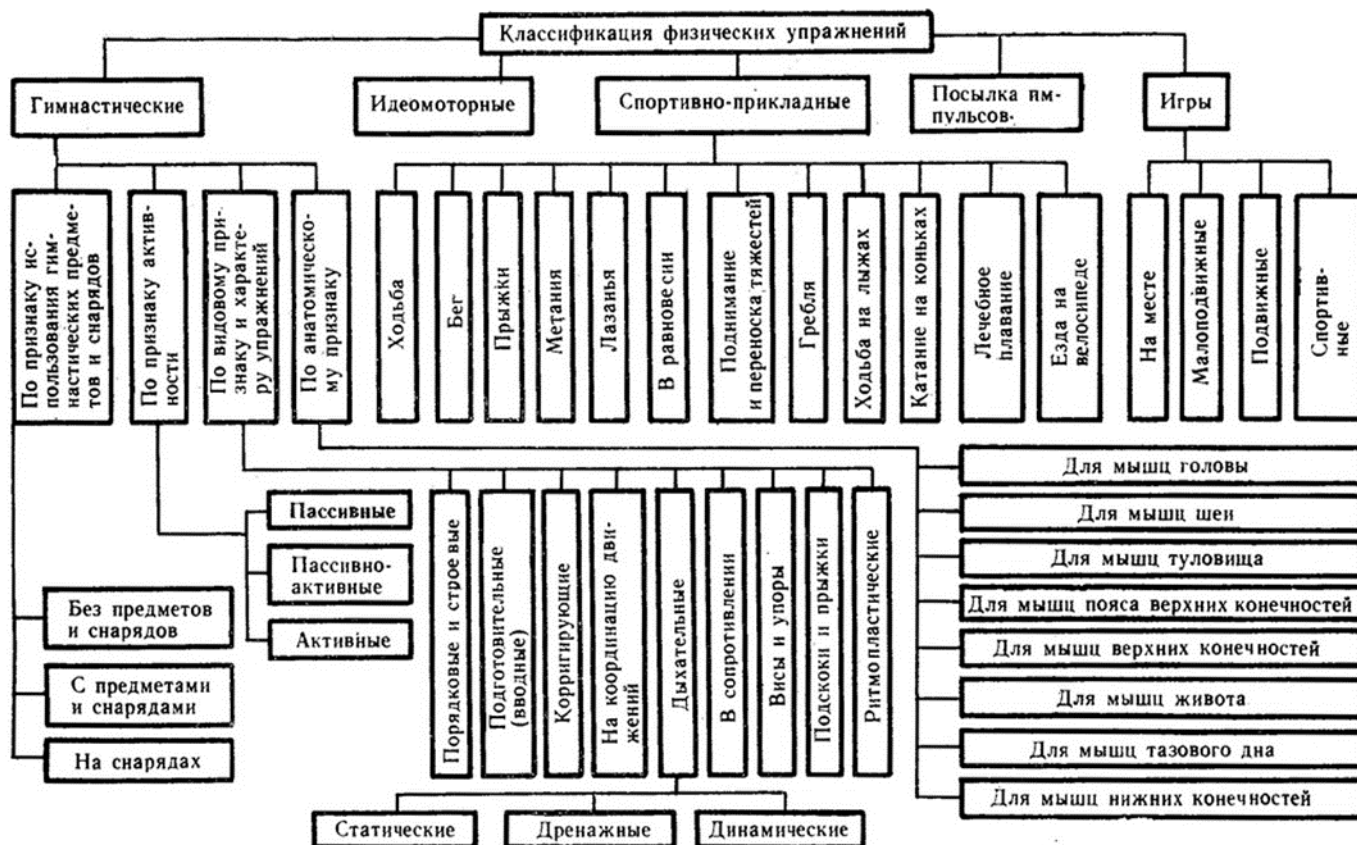 Классификация физических упражнений
Гимнастические
Идеомоторные
Спортивно-прикладные
Посылка им-
пульсов.
Игры
По признаку ис-
пользования гим-
настических предме-
тов и снарядов
По признаку актив-
ности
По видовому при-
знаку и характе-
ру упражнений
По анатомическо-
му признаку
Ходьба
Бег
Прыжки
Метания
Лазанья
В равновесии
Поднимание
и переноска тяжестей
Гребля
Ходьба на лыжах
Катание на коньках
Лечебное
плавание
Езда на
велосипеде
На месте
Малоподвижные
Подвижные
Спортив-
ные
Без предметов
и снарядов
С предметами
и снарядами
На снарядах
Пассивные
Пассивно-
активные
Активные
Порядковые и строевые
Подготовительные
(вводные)
Корригирующие
На координацию дви-
жений
Дыхательные
В сопротивлении
Висы и упоры
Подскоки и прыжки
Ритмопластические
Для мышц головы
Для мышц шеи
Для мышц туловища
Для мышц пояса верхних конечностей
Для мышц верхних конечностей
Для мышц живота
Для мышц тазового дна
Для мышц нижних конечностей
Статические
Дренажные
Динамические